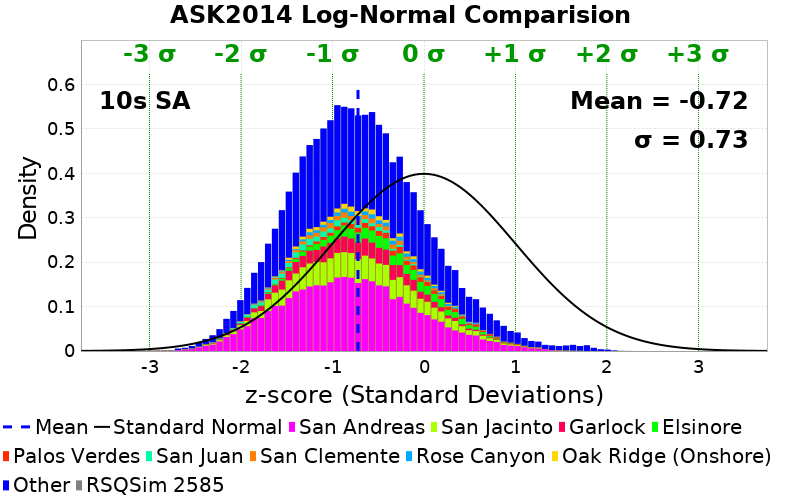 ASK2014 Log-Normal Comparision
-3 σ -2 σ -1 σ 0 σ +1 σ +2 σ +3 σ
10s SA
Mean = -0.72
σ = 0.73
Density
0.6
0.5
0.4
0.3
0.2
0.1
0
-3 -2 -1 0 1 2 3
z-score (Standard Deviations)
Mean Standard Normal San Andreas San Jacinto Garlock Elsinore
Palos Verdes San Juan San Clemente Rose Canyon Oak Ridge (Onshore)
Other RSQSim 2585